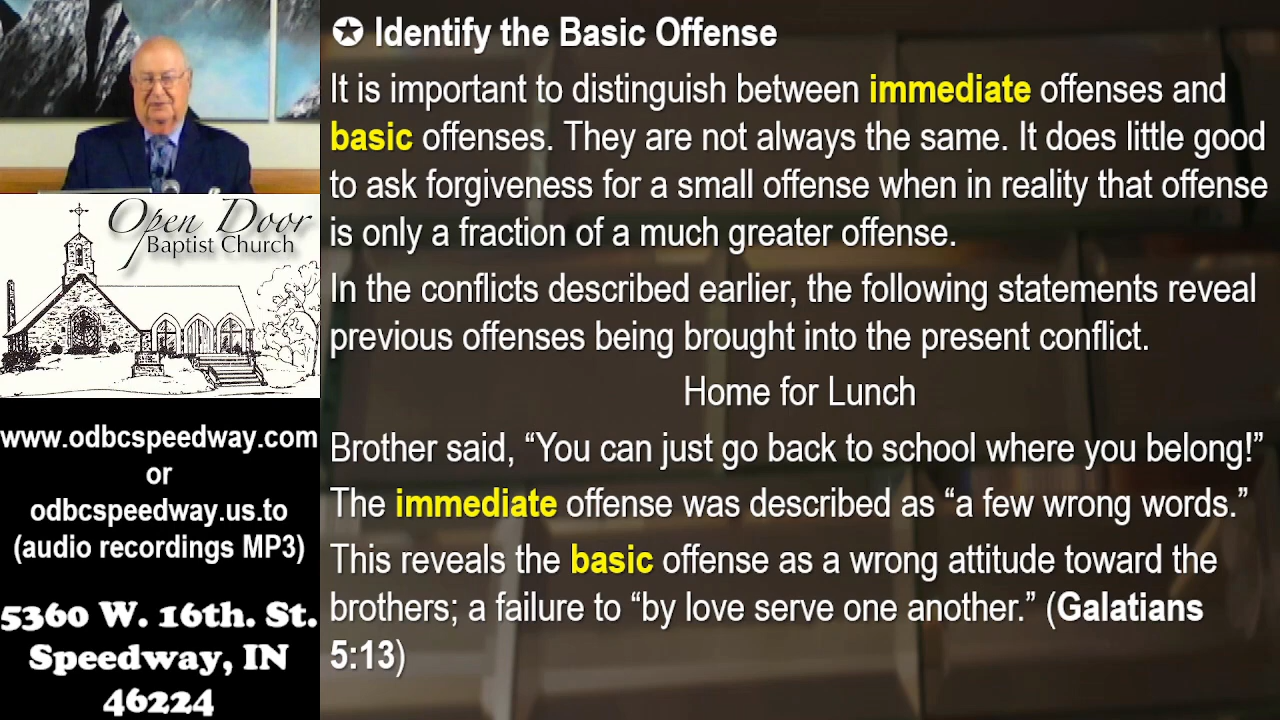 ✪ Identify the Basic Offense
It is important to distinguish between immediate offenses and
basic offenses. They are not always the same. It does little good
to ask forgiveness for a small offense when in reality that offense
is only a fraction of a much greater offense.
In the conflicts described earlier, the following statements reveal
previous offenses being brought into the present conflict.
Home for Lunch
Brother said, “You can just go back to school where you belong!”
The immediate offense was described as “a few wrong words.”
This reveals the basic offense as a wrong attitude toward the
brothers; a failure to “by love serve one another.” (Galatians
5:13)
Open Door
Baptist Church
www.odbcspeedway.com
or
odbcspeedway.us.to
(audio recordings MP3)
5360 W. 16th. St.
Speedway, IN
46224